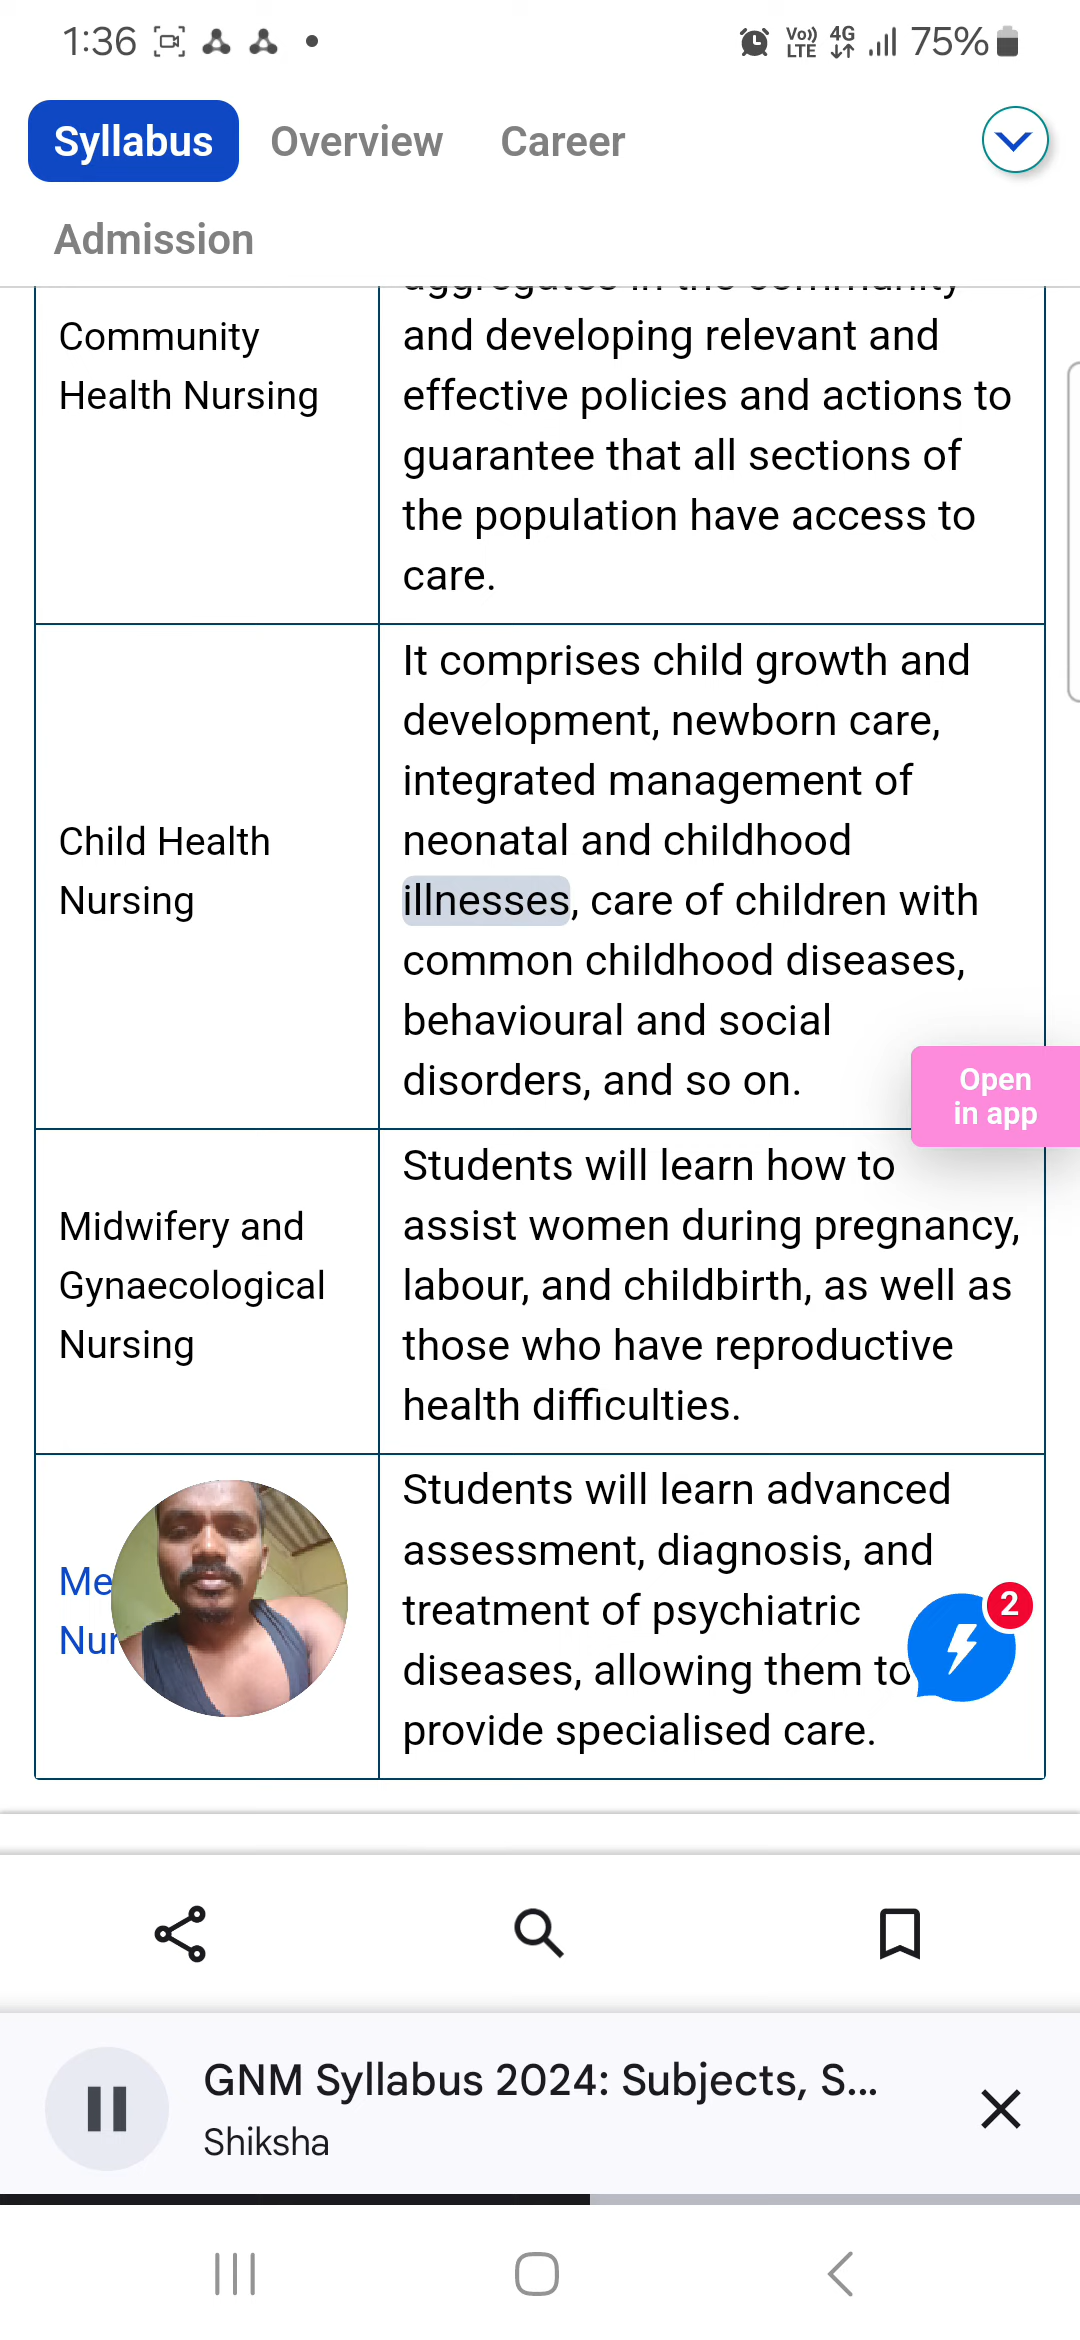 1:36
Vo)) LTE 4G 75%
Syllabus Overview Career
Admission
Community
Health Nursing
and developing relevant and
effective policies and actions to
guarantee that all sections of
the population have access to
care.
Child Health
Nursing
It comprises child growth and
development, newborn care,
integrated management of
neonatal and childhood
illnesses, care of children with
common childhood diseases,
behavioural and social
disorders, and so on.
Open
in app
Midwifery and
Gynaecological
Nursing
Students will learn how to
assist women during pregnancy,
labour, and childbirth, as well as
those who have reproductive
health difficulties.
Me
Nur
Students will learn advanced
assessment, diagnosis, and
treatment of psychiatric
diseases, allowing them to
provide specialised care.
2
GNM Syllabus 2024: Subjects, S...
Shiksha